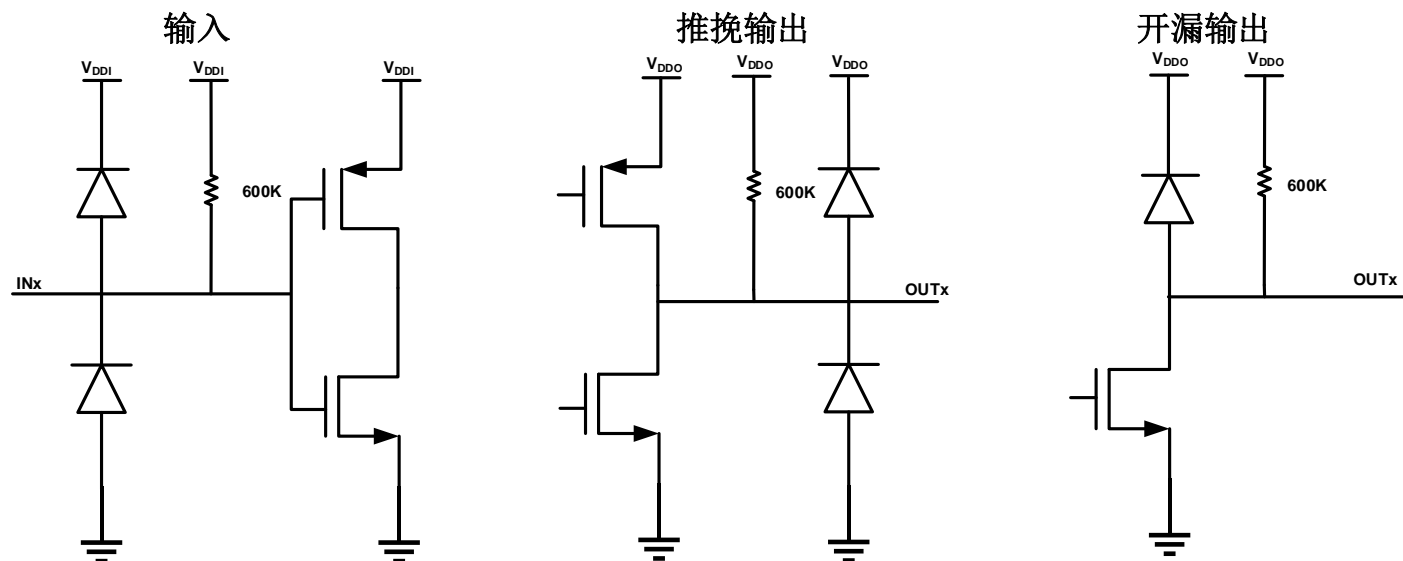 输入
推挽输出
开漏输出
VDDI
VDDI
VDDI
VDDO
VDDO
VDDO
VDDO
VDDO
600K
600K
600K
INx
OUTx
OUTx